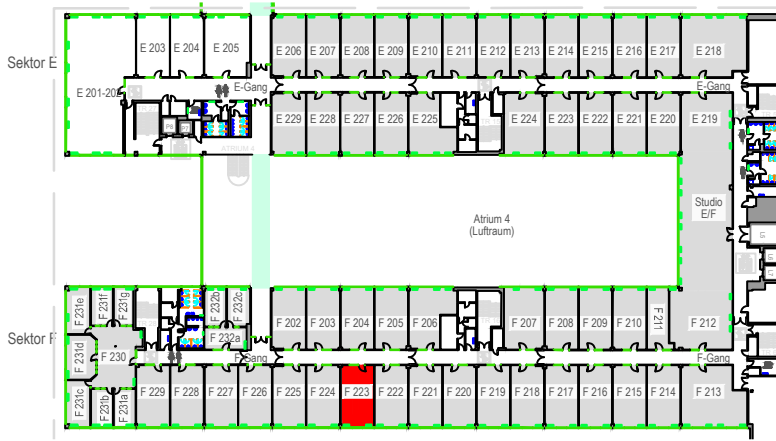 E 203
E 204
E 205
E 206
E 207
E 208
E 209
E 210
E 211
E 212
E 213
E 214
E 215
E 216
E 217
E 218
Sektor E
E 201-202
E-Gang
E-Gang
E 229
E 228
E 227
E 226
E 225
E 224
E 223
E 222
E 221
E 220
E 219
ATRIUM 4
Studio
E/F
Atrium 4
(Luftraum)
F 231e
F 231f
F 231g
F 232b
F 232c
F 202
F 203
F 204
F 205
F 206
F 207
F 208
F 209
F 210
F 211
F 212
Sektor F
F 231d
F 230
F 232a
F-Gang
F-Gang
F 231c
F 231b
F 231a
F 229
F 228
F 227
F 226
F 225
F 224
F 223
F 222
F 221
F 220
F 219
F 218
F 217
F 216
F 215
F 214
F 213